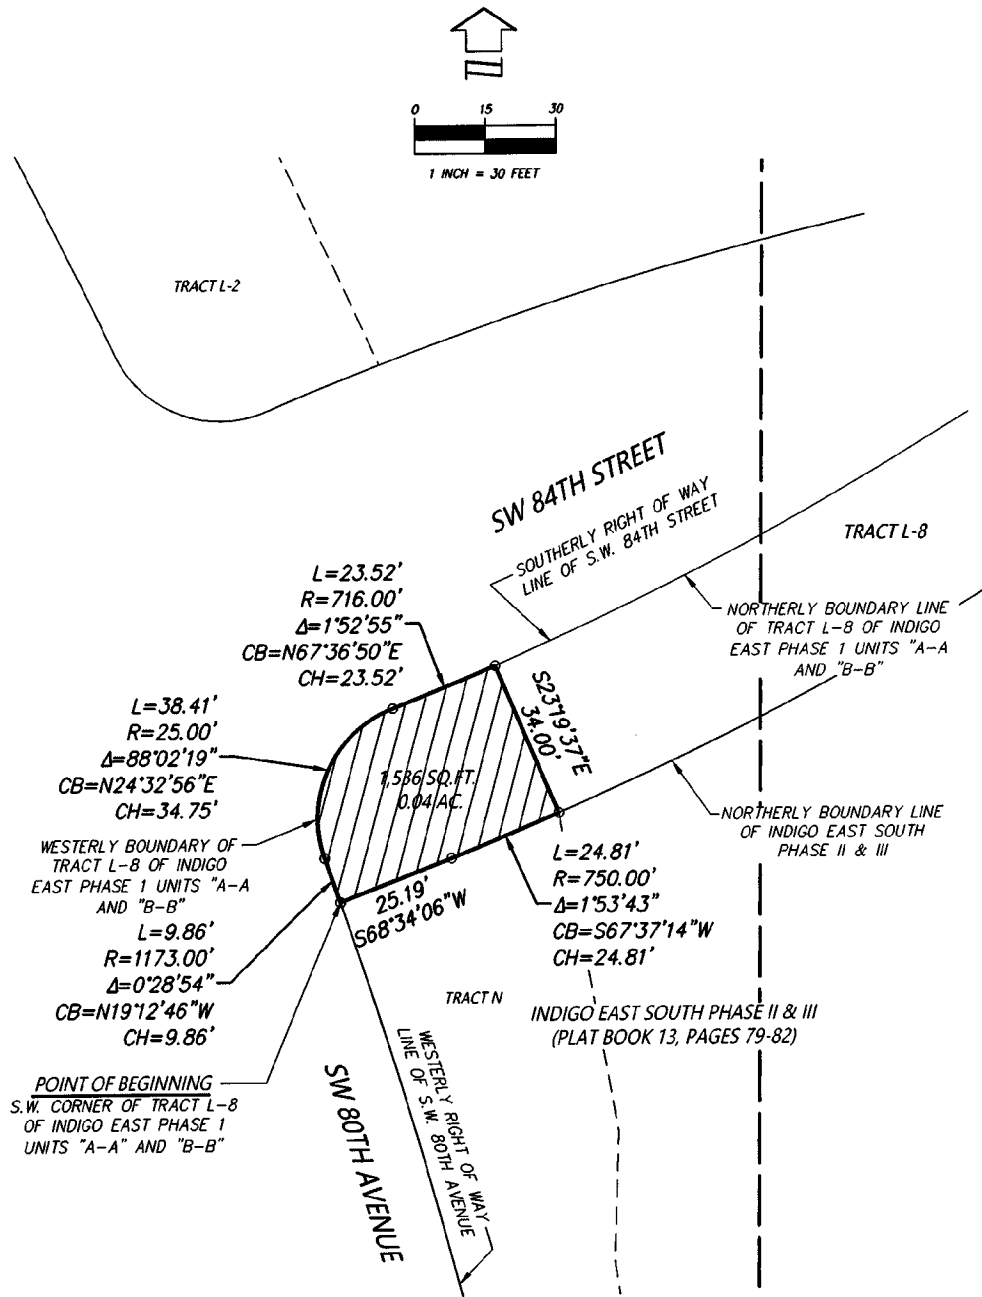 0 15 30
1 INCH = 30 FEET
TRACT L-2
SW 84TH STREET
SOUTHERLY RIGHT OF WAY
LINE OF S.W. 84TH STREET
TRACT L-8
NORTHERLY BOUNDARY LINE
OF TRACT L-8 OF INDIGO
EAST PHASE 1 UNITS "A-A
AND "B-B"
L=23.52'
R=716.00'
Δ=1°52'55"
CB=N67°36'50"E
CH=23.52'
S23°19'37"E
34.00'
L=38.41'
R=25.00'
Δ=88°02'19"
CB=N24°32'56"E
CH=34.75'
1,536 SQ.FT.
0.04 AC.
WESTERLY BOUNDARY OF
TRACT L-8 OF INDIGO
EAST PHASE 1 UNITS "A-A
AND "B-B"
NORTHERLY BOUNDARY LINE
OF INDIGO EAST SOUTH
PHASE II & III
L=24.81'
R=750.00'
Δ=1°53'43"
CB=S67°37'14"W
CH=24.81'
25.19'
S68°34'06"W
L=9.86'
R=1173.00'
Δ=0°28'54"
CB=N19°12'46"W
CH=9.86'
TRACT N
INDIGO EAST SOUTH PHASE II & III
(PLAT BOOK 13, PAGES 79-82)
POINT OF BEGINNING
S.W. CORNER OF TRACT L-8
OF INDIGO EAST PHASE 1
UNITS "A-A" AND "B-B"
SW 80TH AVENUE
WESTERLY RIGHT OF WAY
LINE OF S.W. 80TH AVENUE